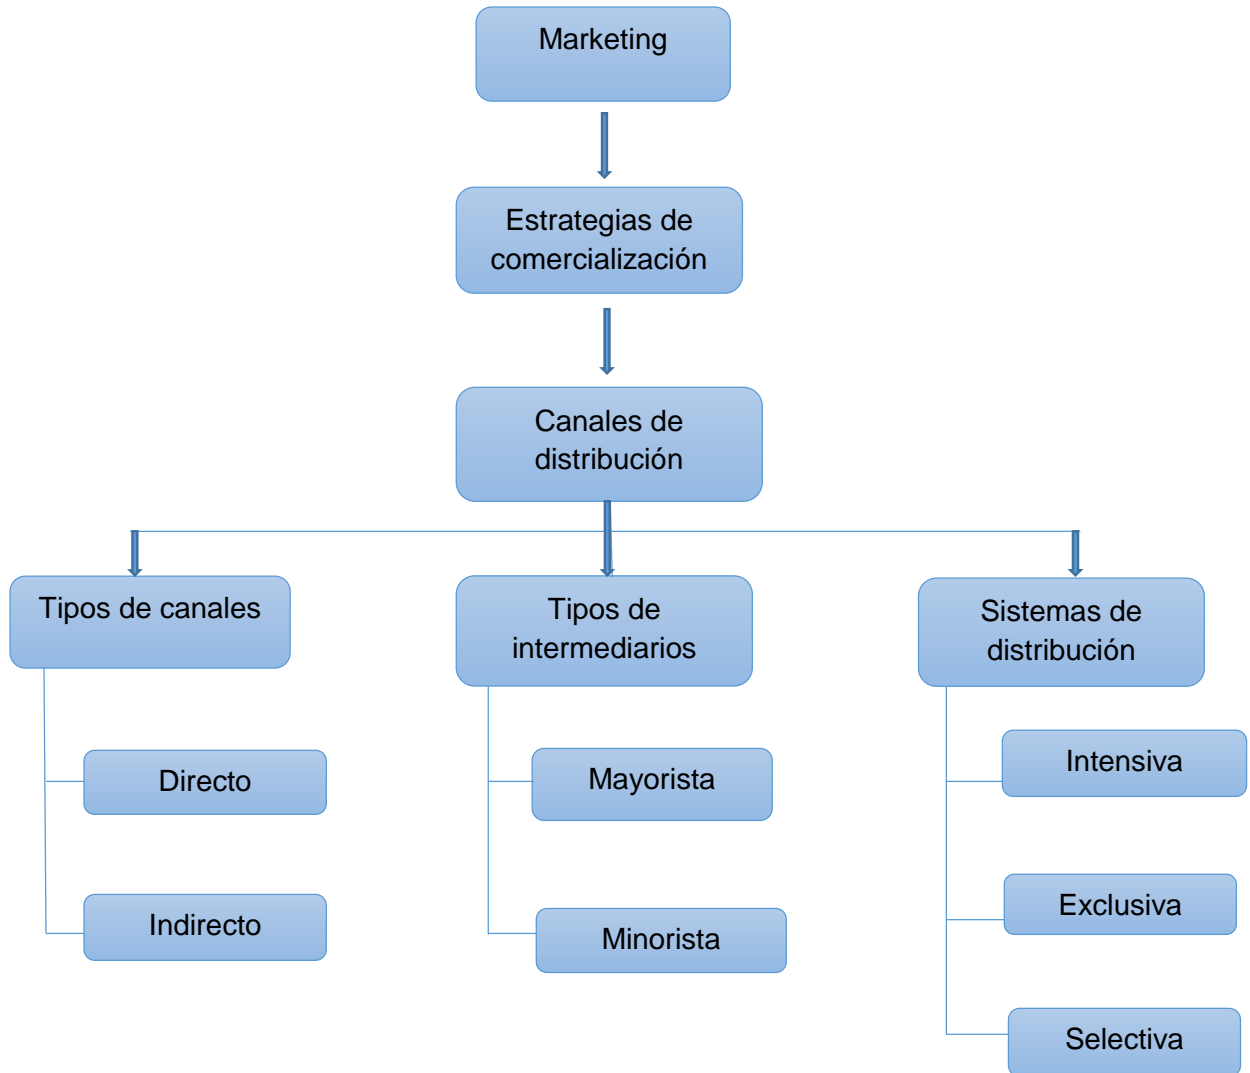 Marketing
Estrategias de
comercialización
Canales de
distribución
Tipos de canales
Tipos de
intermediarios
Sistemas de
distribución
Directo
Mayorista
Intensiva
Indirecto
Minorista
Exclusiva
Selectiva